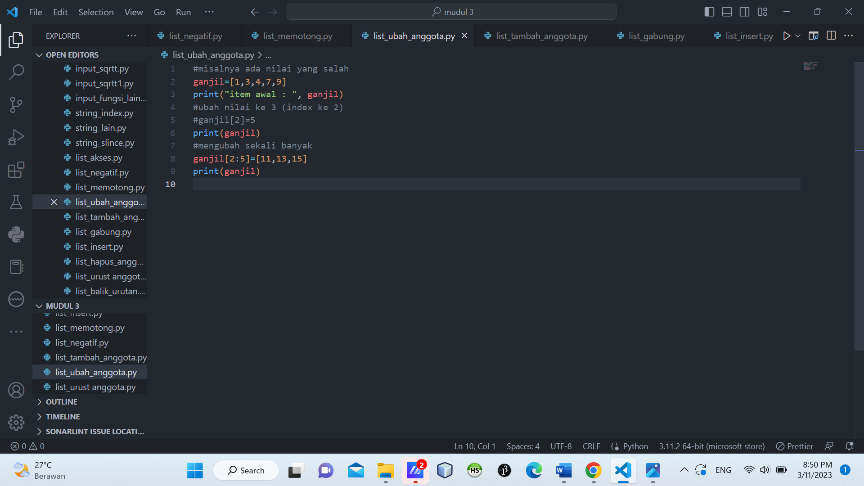 File Edit Selection View Go Run ...
mudul 3
EXPLORER
list_negatif.py
list_memotong.py
list_ubah_anggota.py
list_tambah_anggota.py
list_gabung.py
list_insert.py
OPEN EDITORS
input_sqrtt.py
input_sqrtt1.py
input_fungsi_lain...
string_index.py
string_lain.py
string_slince.py
list_akses.py
list_negatif.py
list_memotong.py
list_ubah_anggo...
list_tambah_ang...
list_gabung.py
list_insert.py
list_hapus_angg...
list_urust anggot...
list_balik_urutan....
MUDUL 3
list_insert.py
list_memotong.py
list_negatif.py
list_tambah_anggota.py
list_ubah_anggota.py
list_urust anggota.py
OUTLINE
TIMELINE
SONARLINT ISSUE LOCATI...
list_ubah_anggota.py > ...
1 #misalnya ada nilai yang salah
2 ganjil=[1,3,4,7,9]
3 print("item awal : ", ganjil)
4 #ubah nilai ke 3 (index ke 2)
5 #ganjil[2]=5
6 print(ganjil)
7 #mengubah sekali banyak
8 ganjil[2:5]=[11,13,15]
9 print(ganjil)
10
0 0
Ln 10, Col 1 Spaces: 4 UTF-8 CRLF Python 3.11.2 64-bit (microsoft store) Prettier
27°C
Berawan
Search
2
ENG
8:50 PM
3/11/2023
1